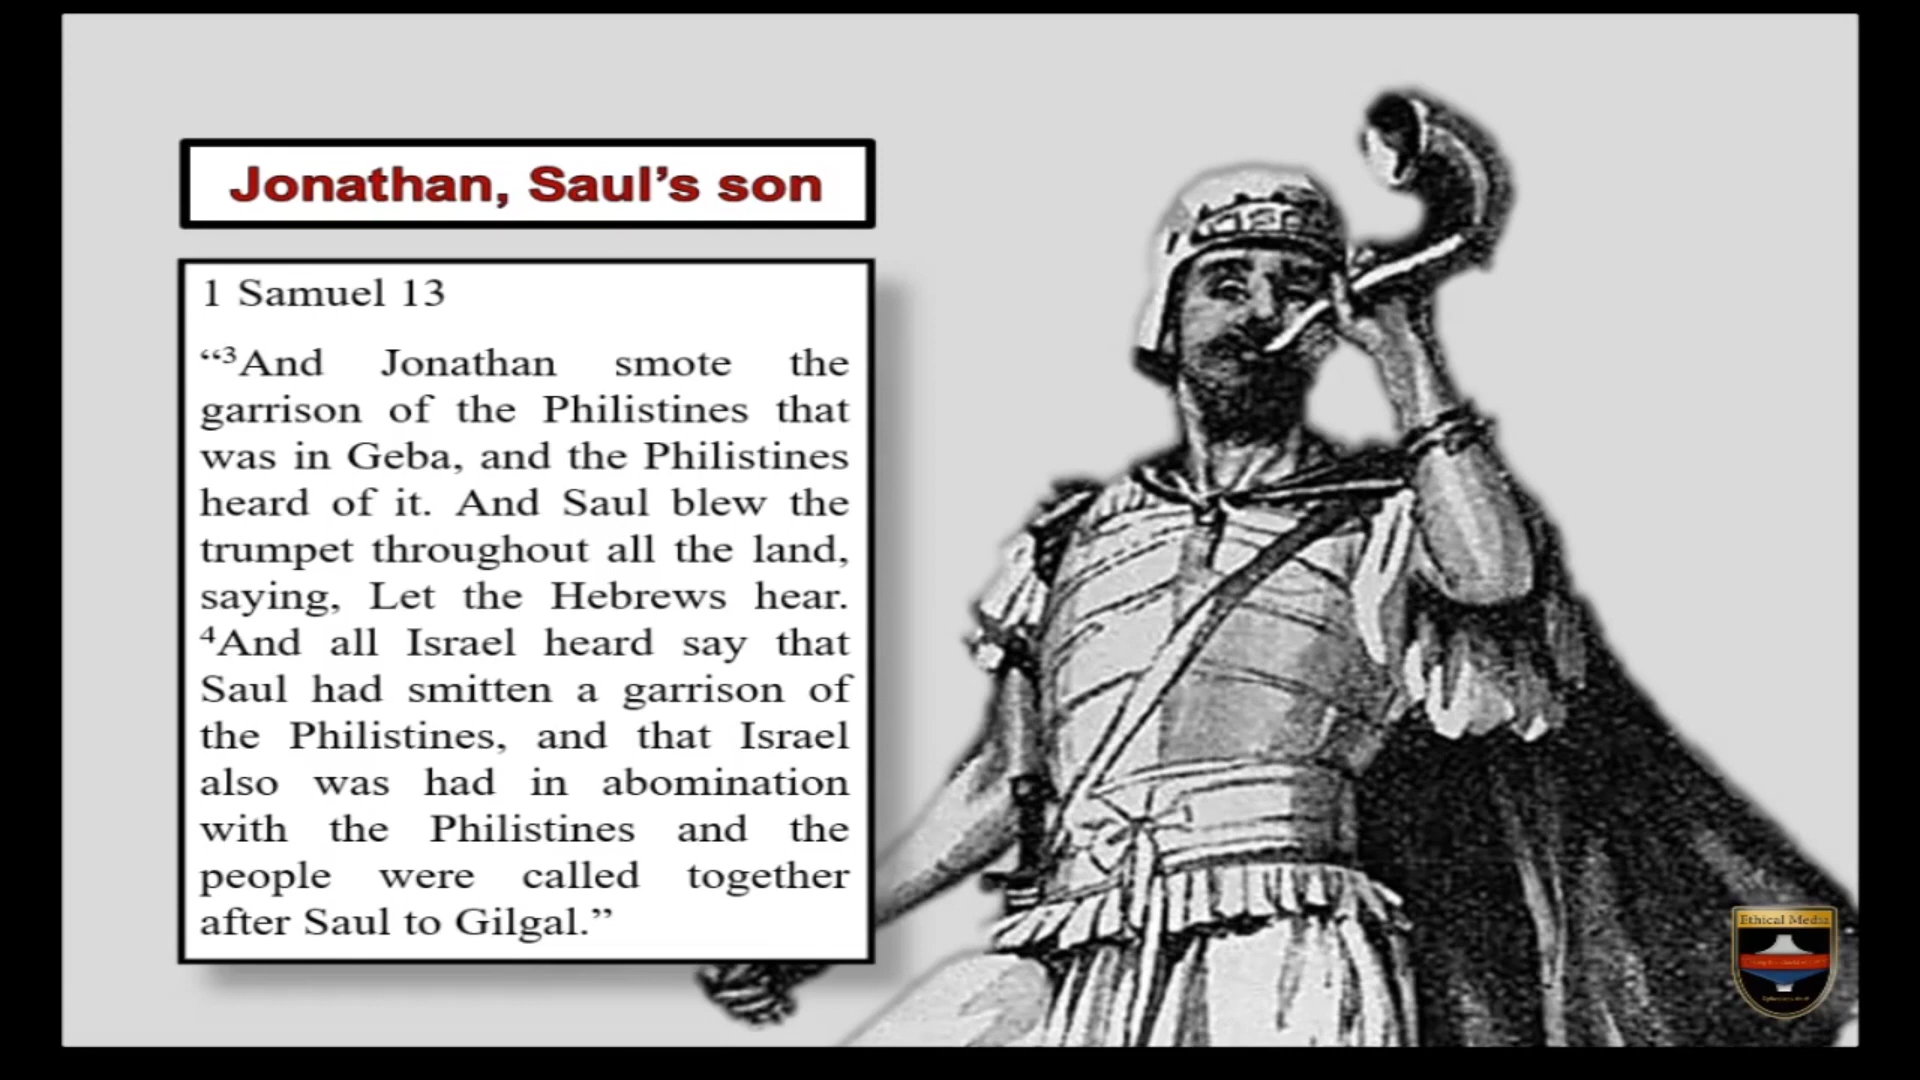 Jonathan, Saul’s son
1 Samuel 13
“³And Jonathan smote the
garrison of the Philistines that
was in Geba, and the Philistines
heard of it. And Saul blew the
trumpet throughout all the land,
saying, Let the Hebrews hear.
⁴And all Israel heard say that
Saul had smitten a garrison of
the Philistines, and that Israel
also was had in abomination
with the Philistines and the
people were called together
after Saul to Gilgal.”
Ethical Media